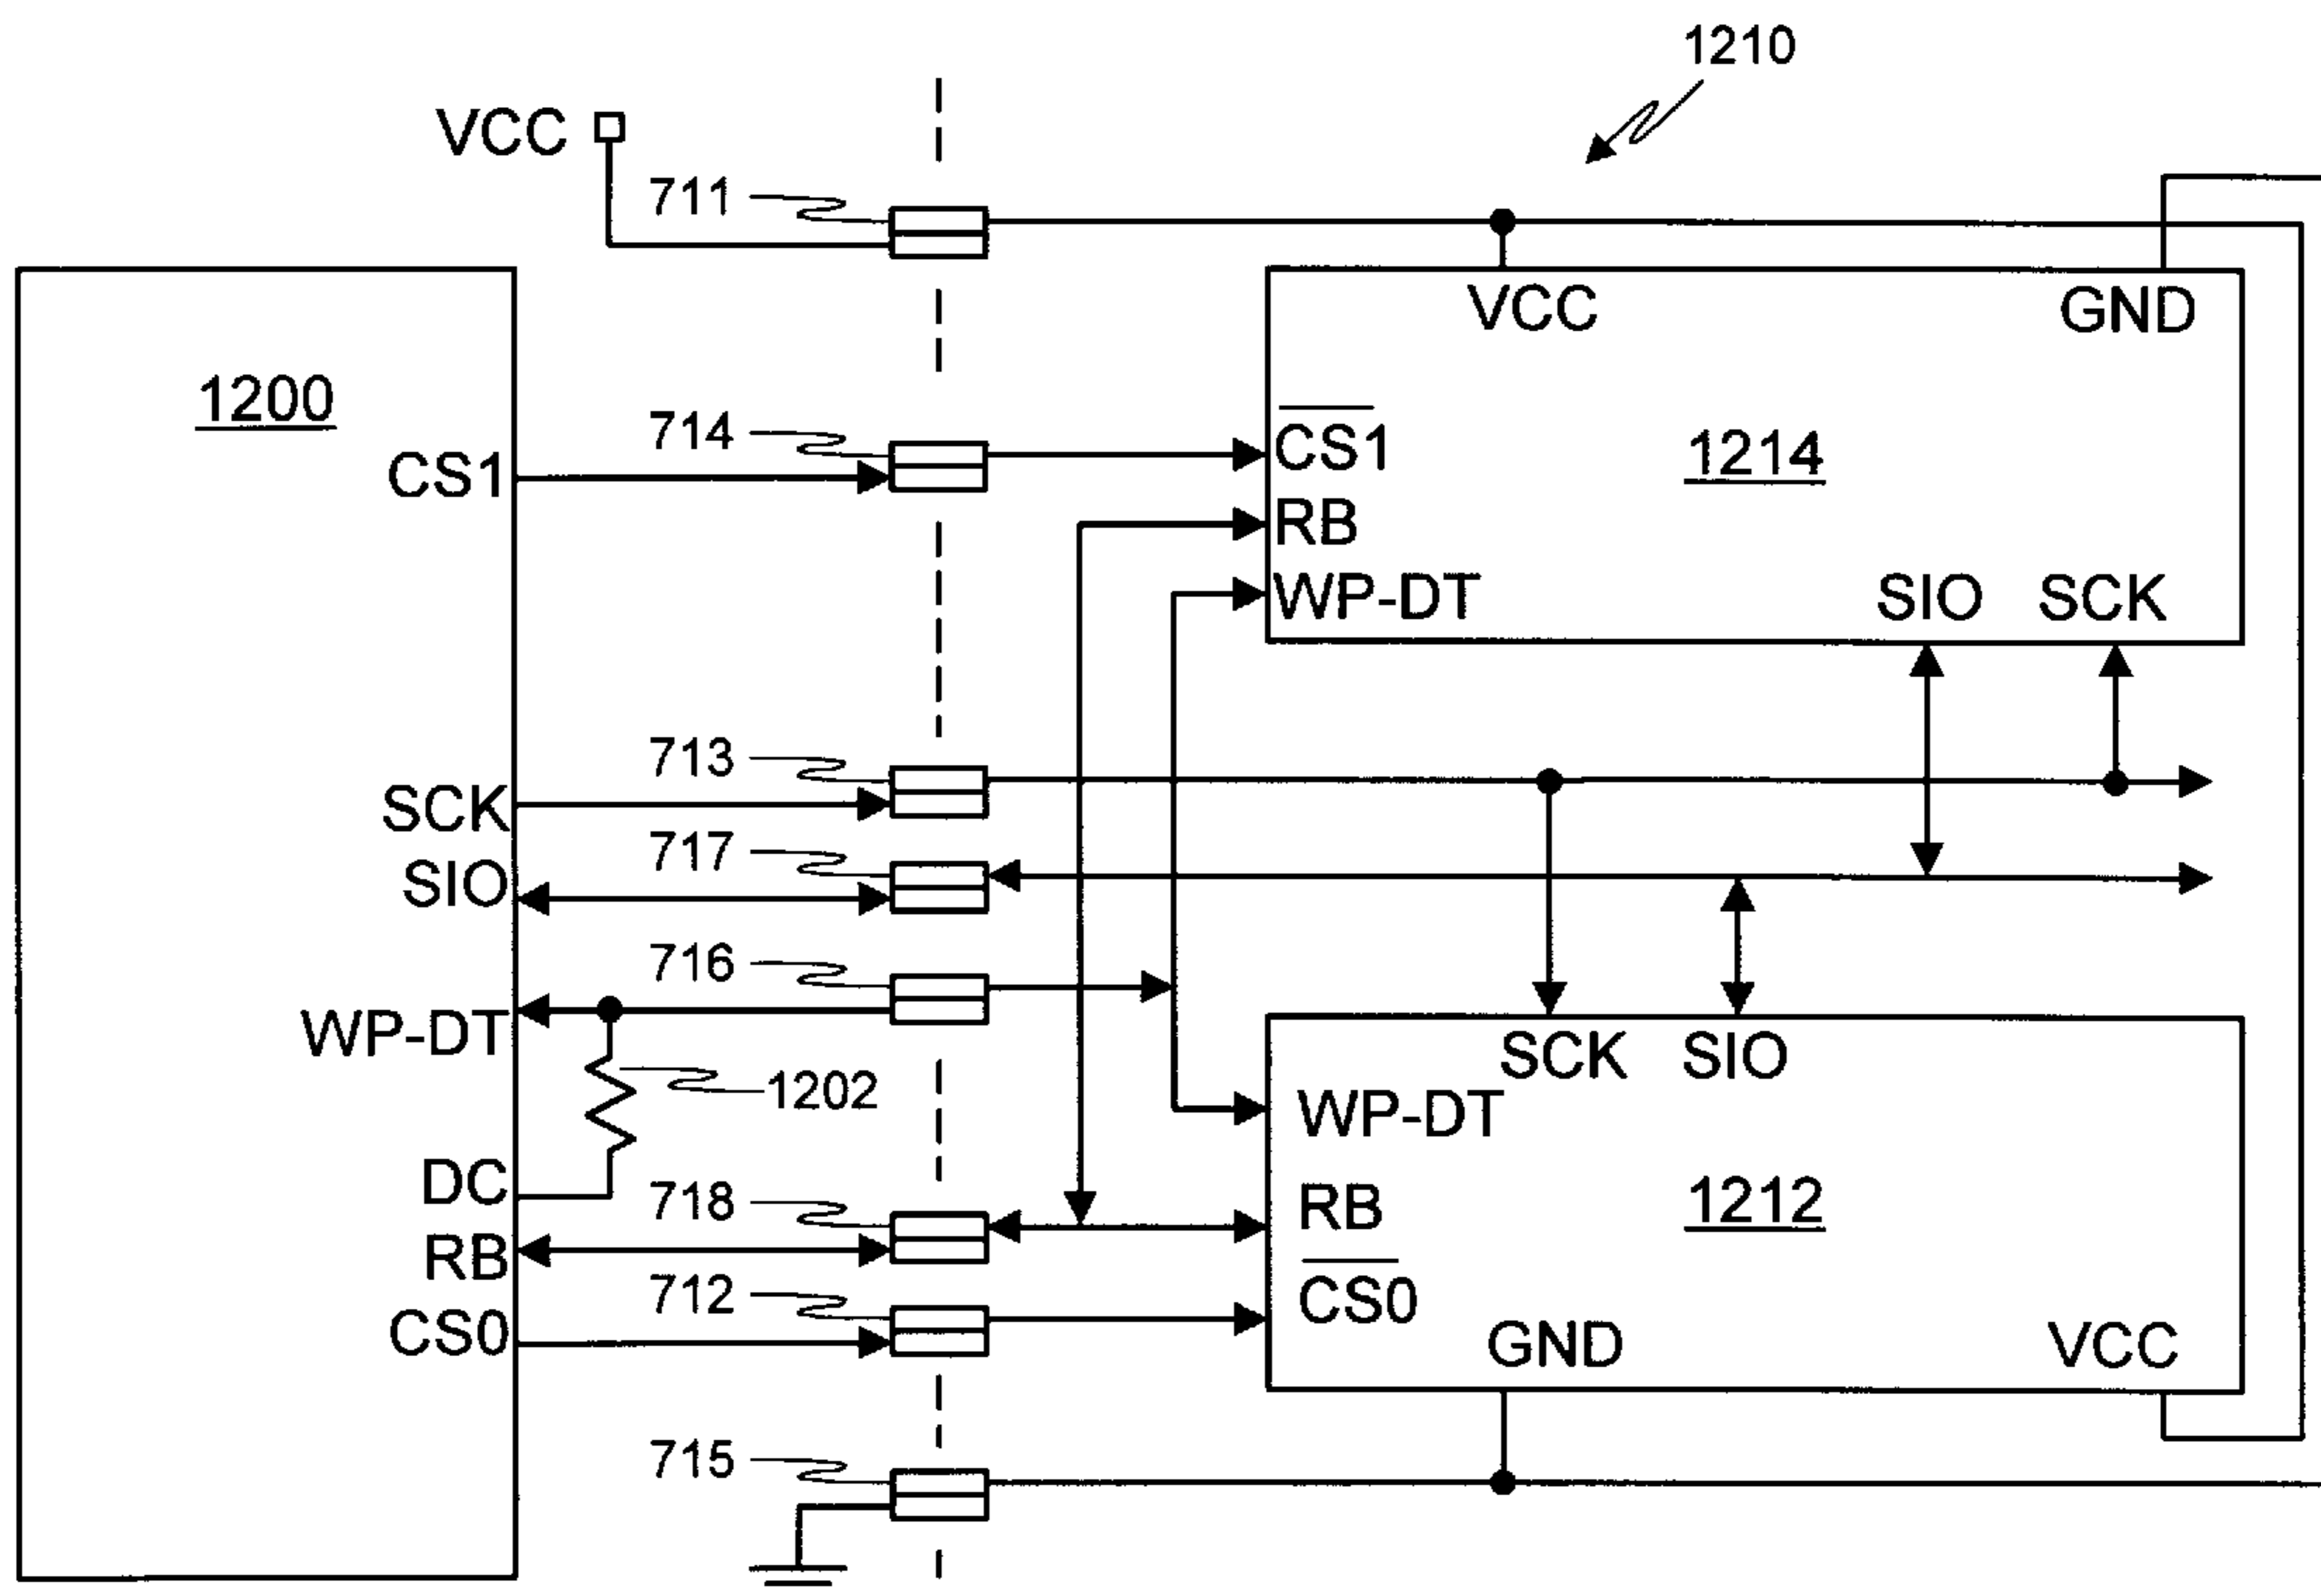 1210
VCC
711
VCC
GND
1200
714
CS1
CS1
1214
RB
WP-DT
SIO
SCK
713
SCK
717
SIO
716
WP-DT
SCK
SIO
1202
WP-DT
DC
718
RB
1212
RB
712
CS0
CS0
GND
VCC
715